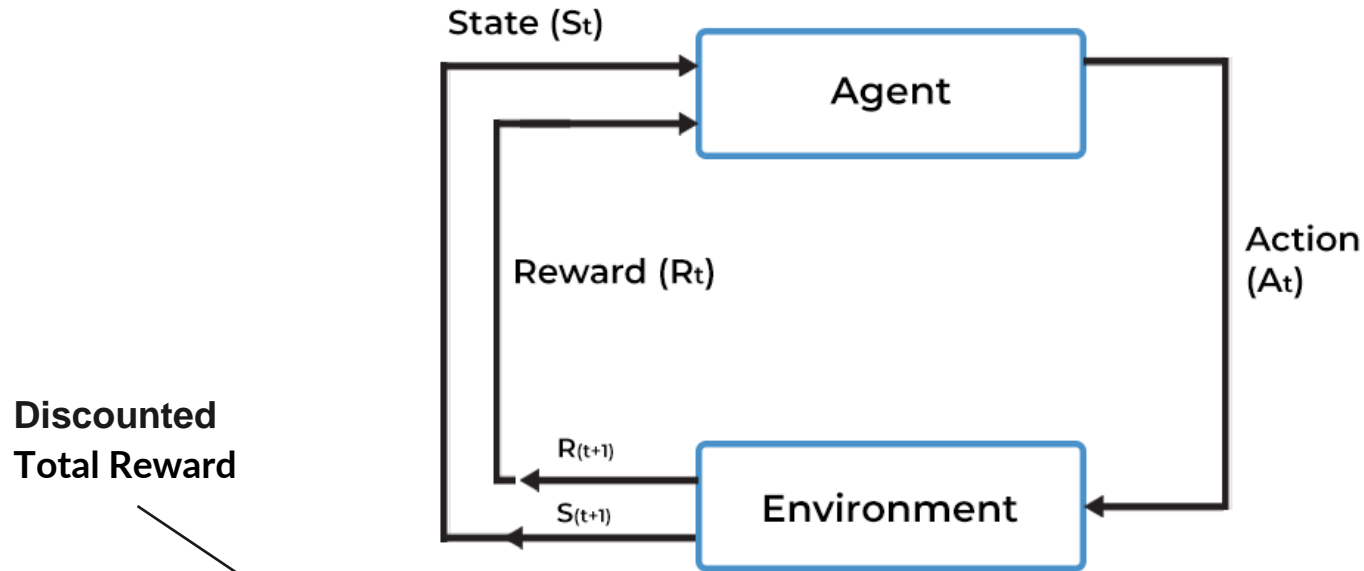 State (St)
Agent
Reward (Rt)
Action
(At)
Discounted
Total Reward
R(t+1)
S(t+1)
Environment